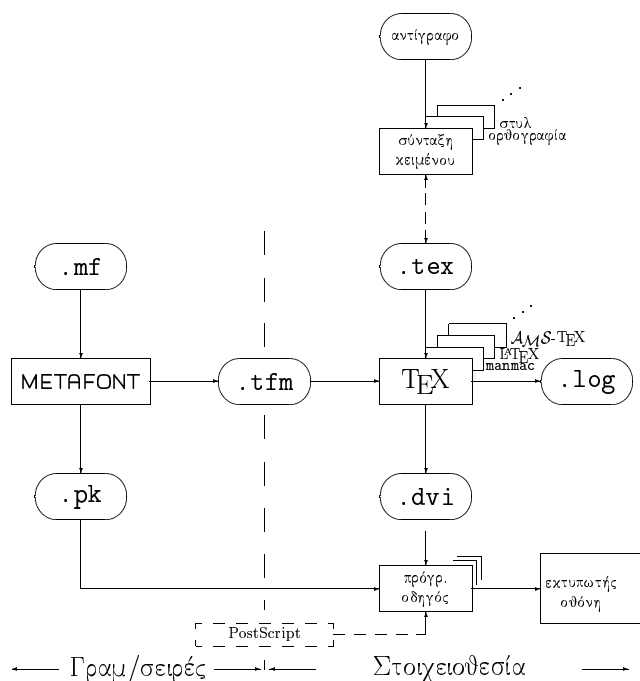 αντίγραφο
στυλ
ορθογραφία
σύνταξη
κειμένου
.mf
.tex
AMS-TEX
LATEX
manmac
METAFONT
.tfm
TEX
.log
.pk
.dvi
πρόγρ.
οδηγός
εκτυπωτής
οθόνη
PostScript
Γραμ/σειρές
Στοιχειοθεσία